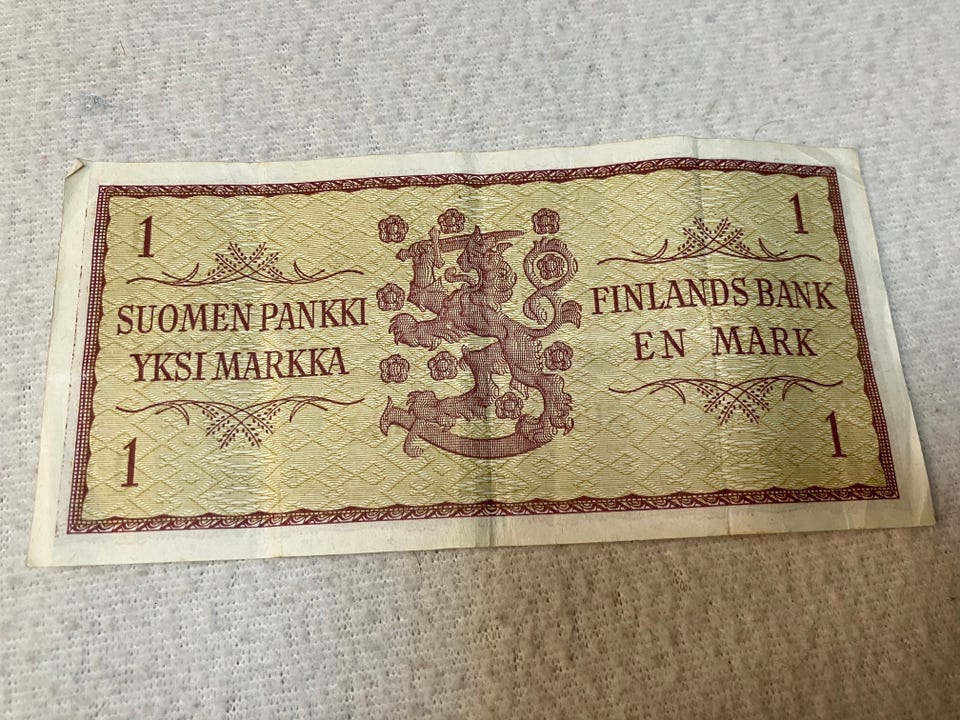 1
1
SUOMEN PANKKI
YKSI MARKKA
FINLANDS BANK
EN MARK
1
1